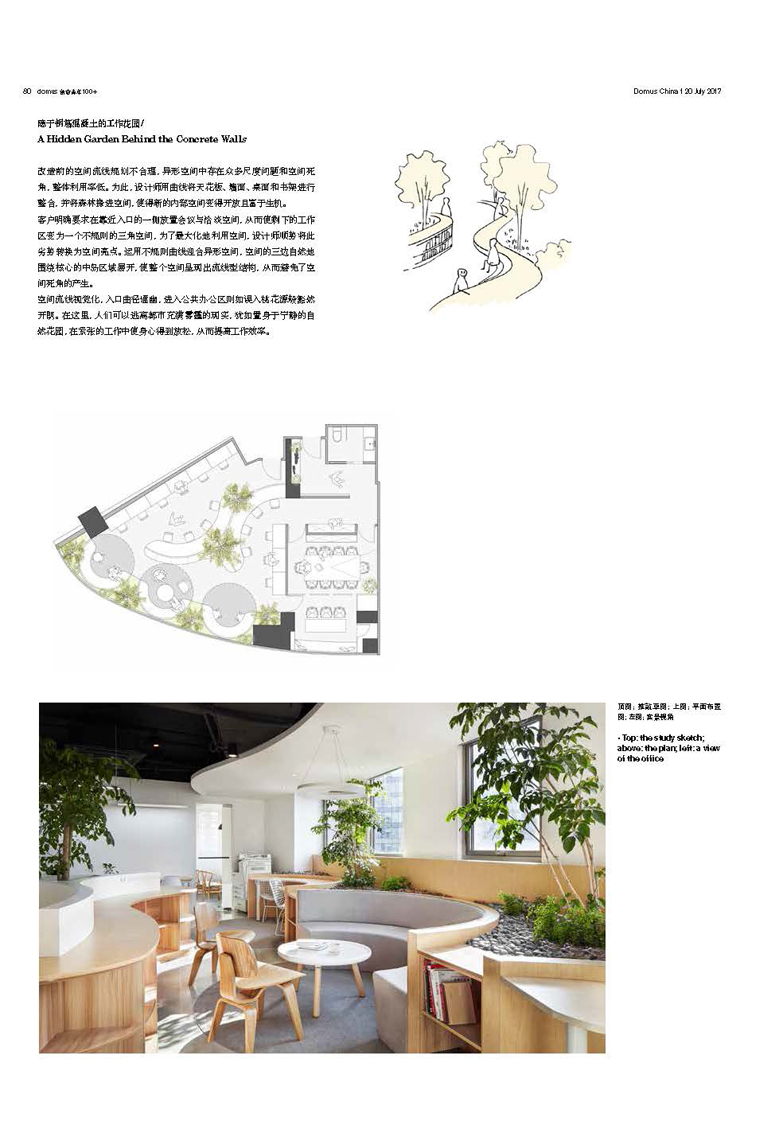 80 domus 100+
Domus China 120 July 2017
隐于钢筋混凝土的工作花园/
A Hidden Garden Behind the Concrete Walls
改造前的空间流线规划不合理，异形空间中存在众多尺度问题和空间死
角，整体利用率低。为此，设计师用曲线将天花板、墙面、桌面和书架进行
整合，并将森林搬进空间，使得新的内部空间变得开放且富于生机。
客户明确要求在靠近入口的一侧放置会议与洽谈空间，从而使剩下的工作
区变为一个不规则的三角空间，为了最大化地利用空间，设计师顺势将此
劣势转换为空间亮点。运用不规则曲线迎合异形空间，空间的三边自然地
围绕核心的中岛区域展开，使整个空间呈现出流线型结构，从而避免了空
间死角的产生。
空间流线视觉化，入口曲径通幽，进入公共办公区则如误入桃花源般豁然
开朗。在这里，人们可以逃离都市充满雾霾的现实，犹如置身于宁静的自
然花园，在紧张的工作中使身心得到放松，从而提高工作效率。
顶图：推敲草图；上图：平面布置
图；左图：实景视角
- Top: the study sketch;
above: the plan; left: a view
of the office